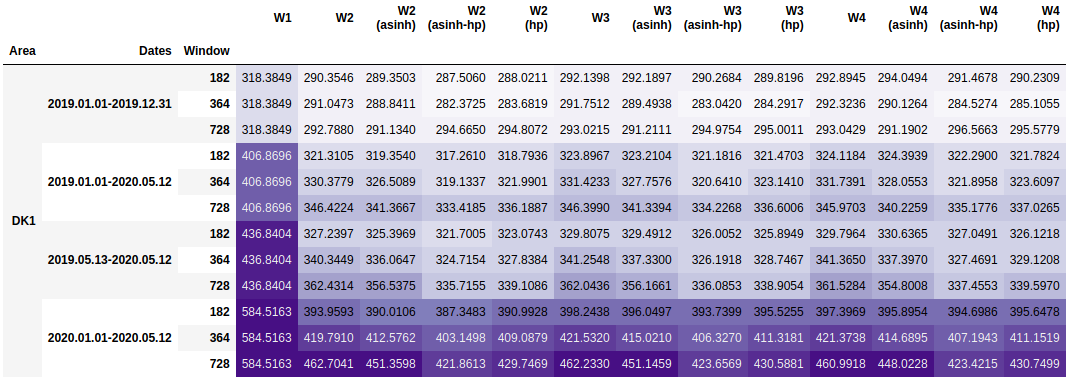 W1 W2 W2 (asinh) W2 (asinh-hp) W2 (hp) W3 W3 (asinh) W3 (asinh-hp) W3 (hp) W4 W4 (asinh) W4 (asinh-hp) W4 (hp)
Area Dates Window
182 318.3849 290.3546 289.3503 287.5060 288.0211 292.1398 292.1897 290.2684 289.8196 292.8945 294.0494 291.4678 290.2309
2019.01.01-2019.12.31 364 318.3849 291.0473 288.8411 282.3725 283.6819 291.7512 289.4938 283.0420 284.2917 292.3236 290.1264 284.5274 285.1055
728 318.3849 292.7880 291.1340 294.6650 294.8072 293.0215 291.2111 294.9754 295.0011 293.0429 291.1902 296.5663 295.5779
182 406.8696 321.3105 319.3540 317.2610 318.7936 323.8967 323.2104 321.1816 321.4703 324.1184 324.3939 322.2900 321.7824
2019.01.01-2020.05.12 364 406.8696 330.3779 326.5089 319.1337 321.9901 331.4233 327.7576 320.6410 323.1410 331.7391 328.0553 321.8958 323.6097
728 406.8696 346.4224 341.3667 333.4185 336.1887 346.3990 341.3394 334.2268 336.6006 345.9703 340.2259 335.1776 337.0265
DK1
182 436.8404 327.2397 325.3969 321.7005 323.0743 329.8075 329.4912 326.0052 325.8949 329.7964 330.6365 327.0491 326.1218
2019.05.13-2020.05.12 364 436.8404 340.3449 336.0647 324.7154 327.8384 341.2548 337.3300 326.1918 328.7467 341.3650 337.3970 327.4691 329.1208
728 436.8404 362.4314 356.5375 335.7155 339.1086 362.0436 356.1661 336.0853 338.9054 361.5284 354.8008 337.4553 339.5970
182 584.5163 393.9593 390.0106 387.3483 390.9928 398.2438 396.0497 393.7399 395.5255 397.3969 395.8954 394.6986 395.6478
2020.01.01-2020.05.12 364 584.5163 419.7910 412.5762 403.1498 409.0879 421.5320 415.0210 406.3270 411.3181 421.3738 414.6895 407.1943 411.1519
728 584.5163 462.7041 451.3598 421.8613 429.7469 462.2330 451.1459 423.6569 430.5881 460.9918 448.0228 423.4215 430.7499